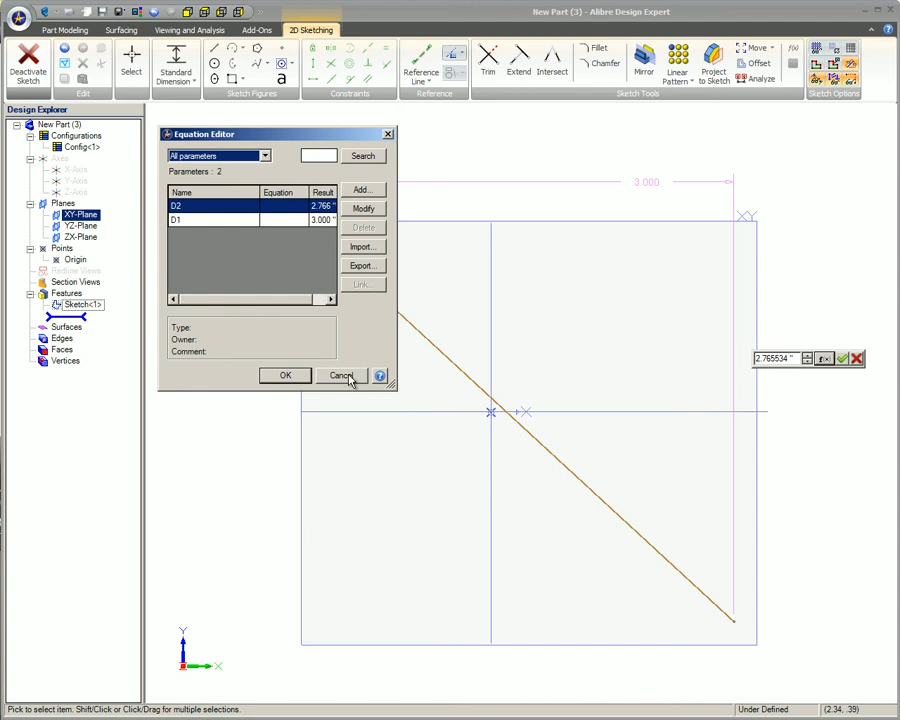 New Part (3) - Alibre Design Expert
Part Modeling Surfacing Viewing and Analysis Add-Ons 2D Sketching
Deactivate Sketch
Edit
Select
Standard Dimension
a
Sketch Figures
Constraints
Reference Line
Reference
Trim
Extend
Intersect
Fillet
Chamfer
Mirror
Linear Pattern
Project to Sketch
Move
Offset
Analyze
f(x)
Sketch Tools
Sketch Options
Design Explorer
New Part (3)
Configurations
Config<1>
Axes
X-Axis
Y-Axis
Z-Axis
Planes
XY-Plane
YZ-Plane
ZX-Plane
Points
Origin
Redline Views
Section Views
Features
Sketch<1>
Surfaces
Edges
Faces
Vertices
Equation Editor
All parameters
Search
Parameters : 2
Name Equation Result
D2 2.766 "
D1 3.000 "
Add...
Modify
Delete
Import...
Export...
Link...
Type:
Owner:
Comment:
OK
Cancel
3.000
XY
2.765534 "
f(x)
X
Y
X
Pick to select item. Shift/Click or Click/Drag for multiple selections.
Under Defined
(2.34, .39)